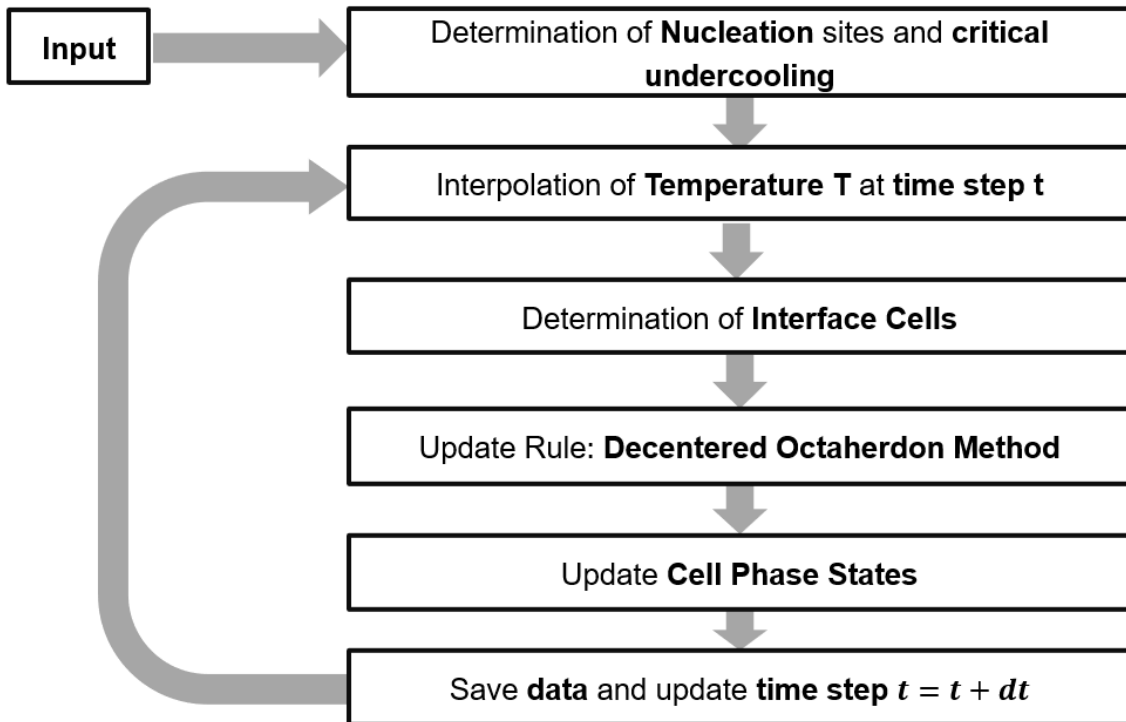 Input
Determination of Nucleation sites and critical
undercooling
Interpolation of Temperature T at time step t
Determination of Interface Cells
Update Rule: Decentered Octaherdon Method
Update Cell Phase States
Save data and update time step t = t + dt